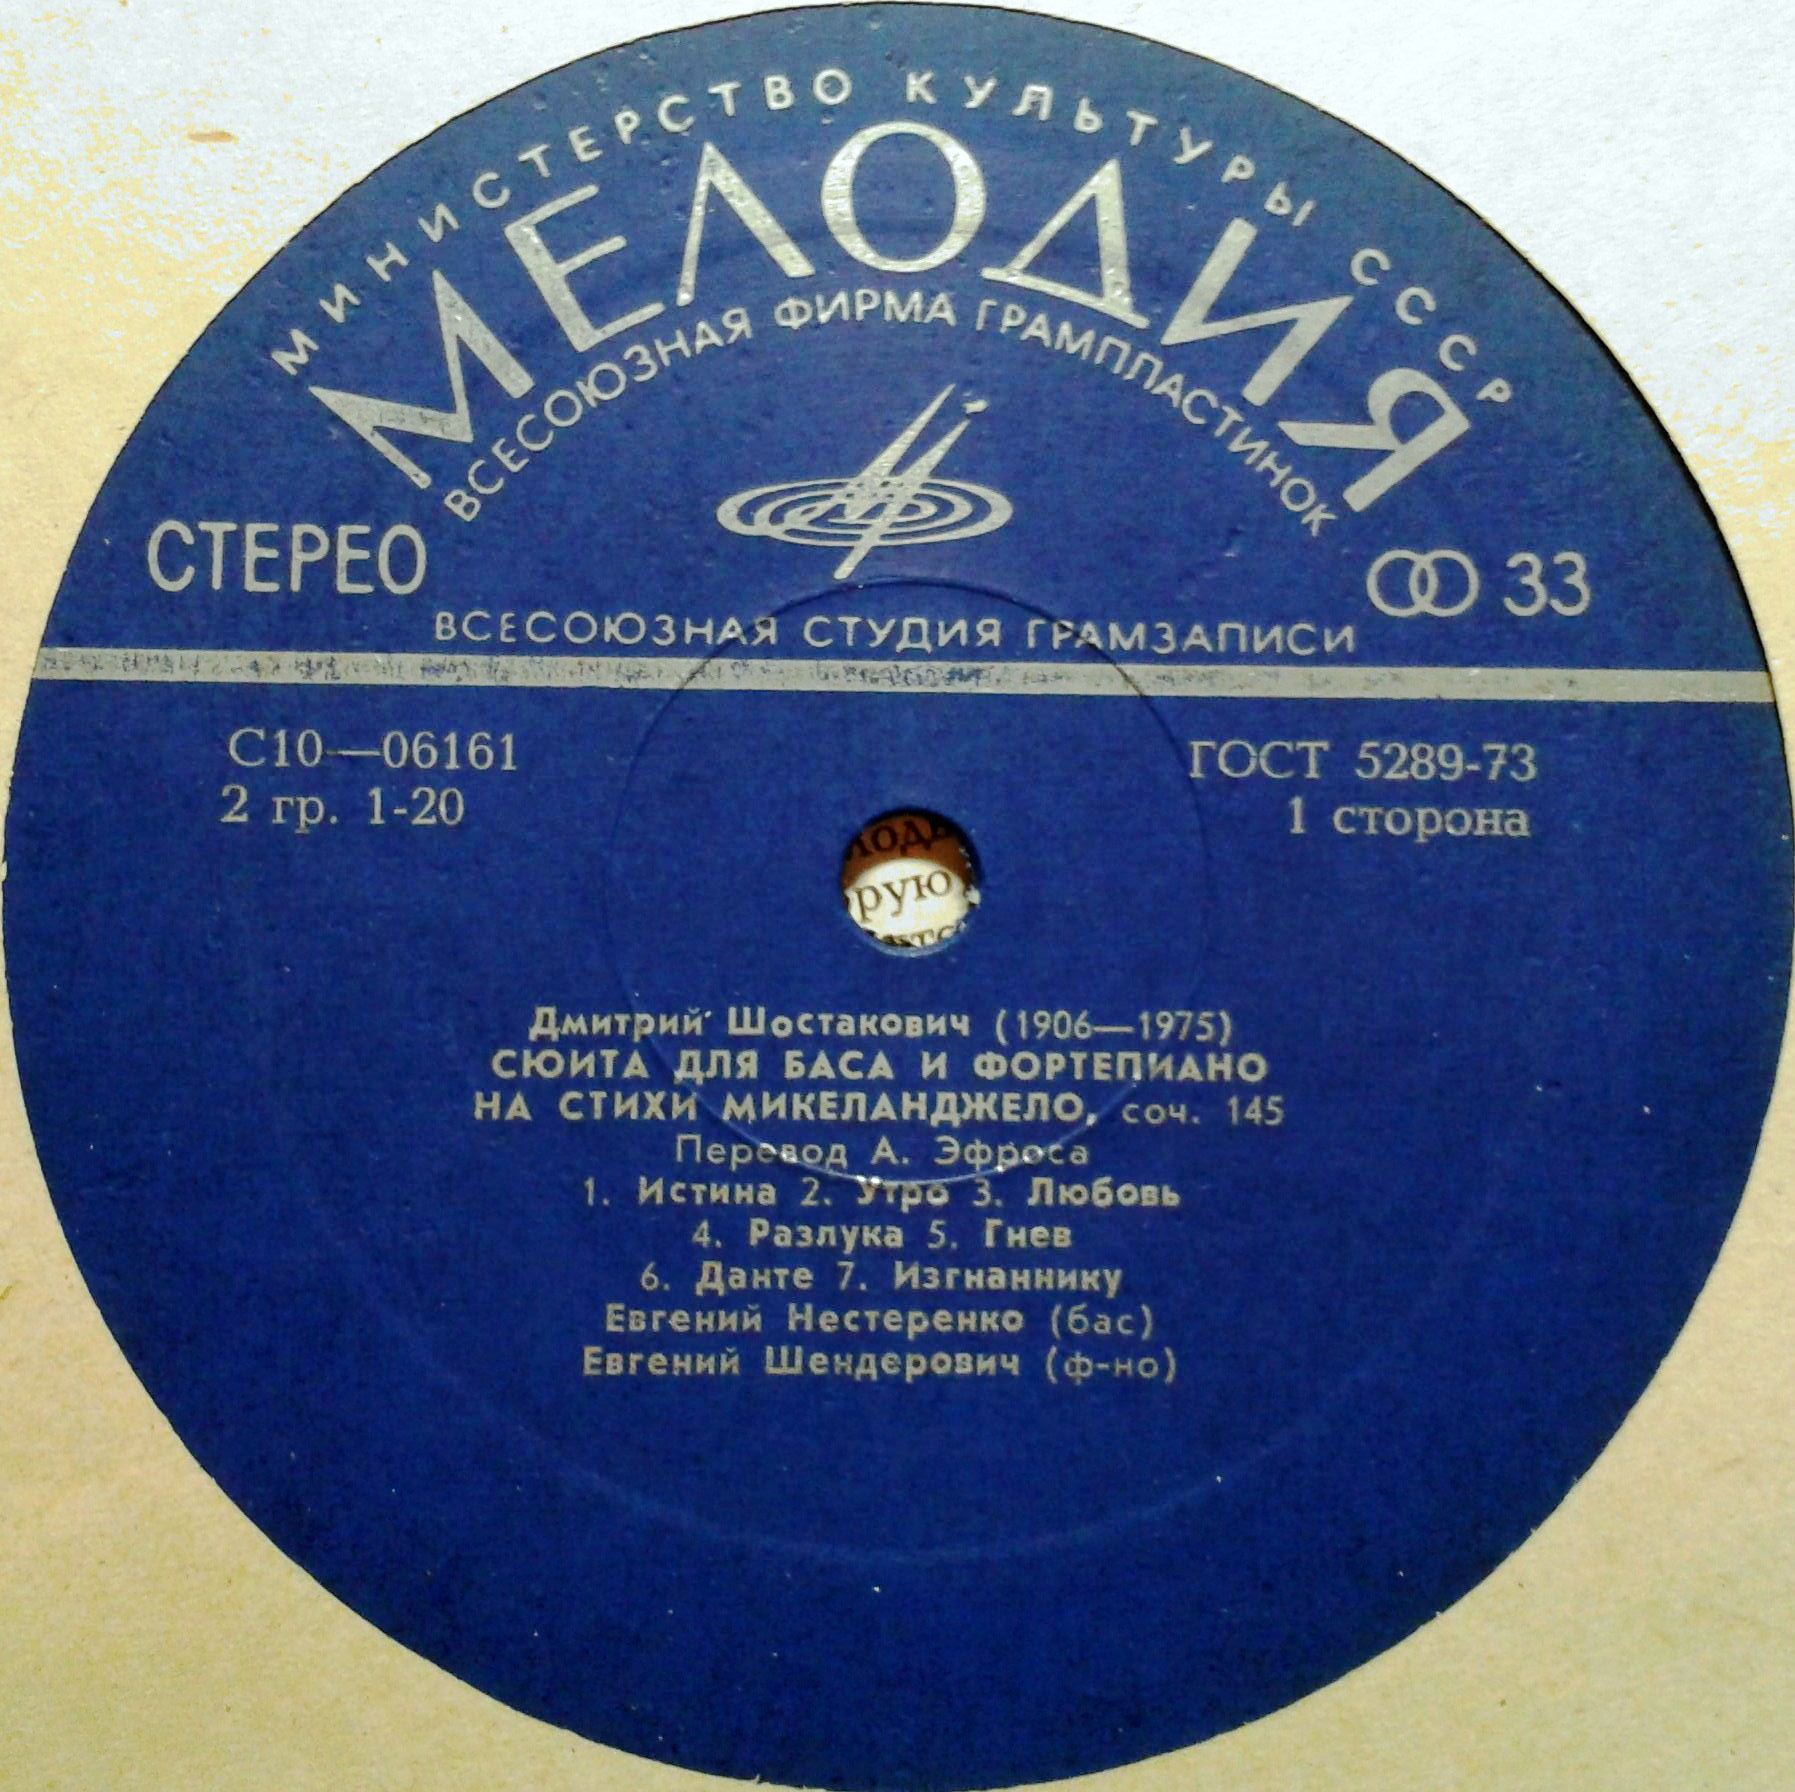 МИНИСТЕРСТВО КУЛЬТУРЫ СССР
МЕЛОДИЯ
ВСЕСОЮЗНАЯ ФИРМА ГРАМПЛАСТИНОК
СТЕРЕО
33
ВСЕСОЮЗНАЯ СТУДИЯ ГРАМЗАПИСИ
С10—06161
ГОСТ 5289-73
2 гр. 1-20
1 сторона
рую
Дмитрий Шостакович (1906—1975)
СЮИТА ДЛЯ БАСА И ФОРТЕПИАНО
НА СТИХИ МИКЕЛАНДЖЕЛО, соч. 145
Перевод А. Эфроса
1. Истина 2. Утро 3. Любовь
4. Разлука 5. Гнев
6. Данте 7. Изгнаннику
Евгений Нестеренко (бас)
Евгений Шендерович (ф-но)